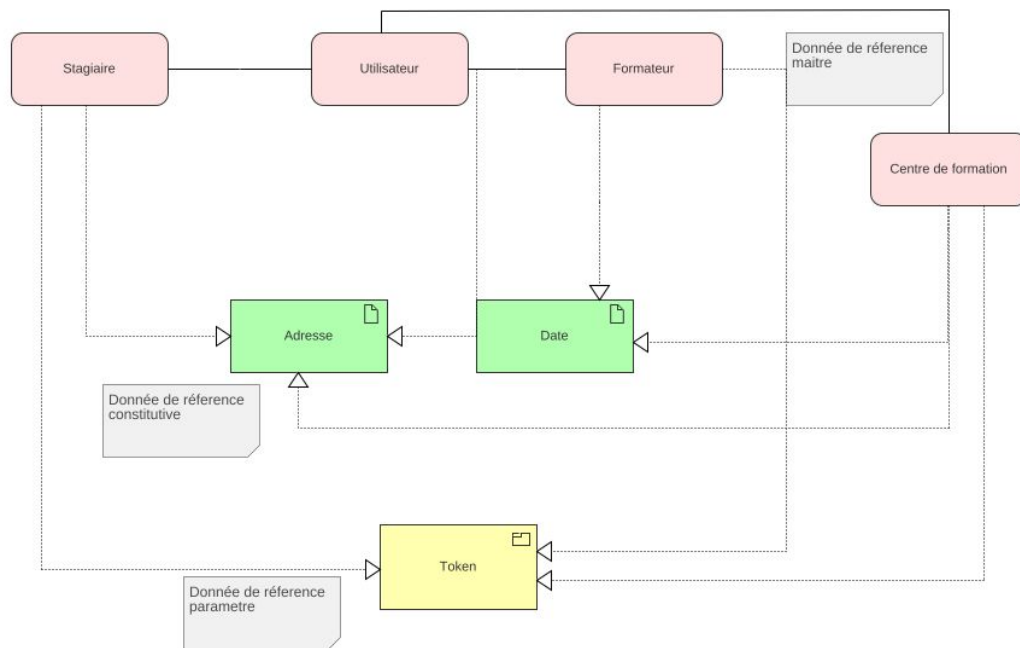 Stagiaire
Utilisateur
Formateur
Donnée de réference
maitre
Centre de formation
Adresse
Date
Donnée de réference
constitutive
Token
Donnée de réference
parametre